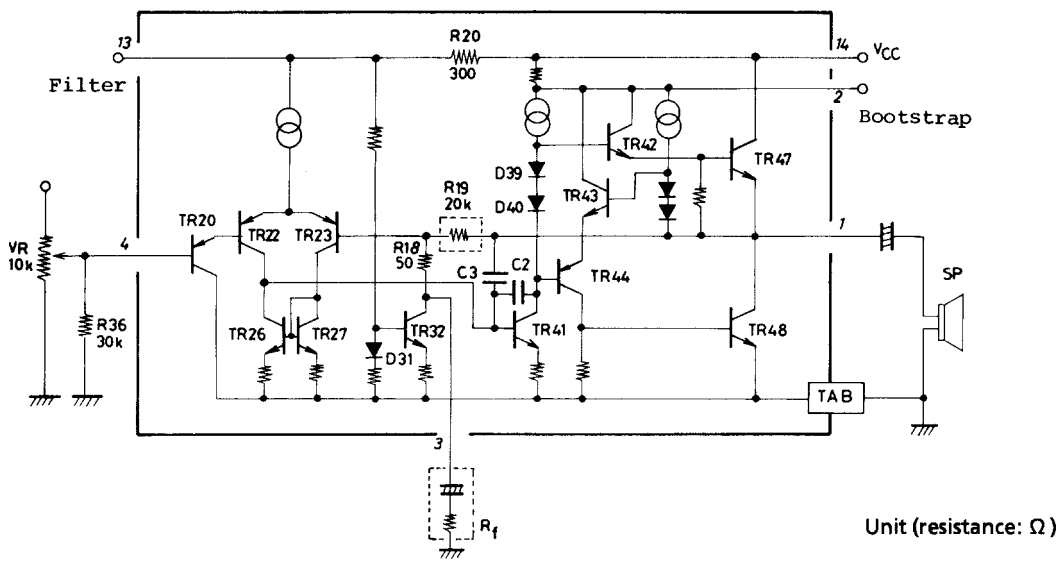 13
Filter
R20
300
14
VCC
2
Bootstrap
TR42
TR47
D39
D40
TR43
R19
20k
TR20
TR22
TR23
VR
10k
4
R18
50
1
C3
C2
TR44
SP
R36
30k
TR26
TR27
D31
TR32
TR41
TR48
TAB
3
Rf
Unit (resistance: Ω)